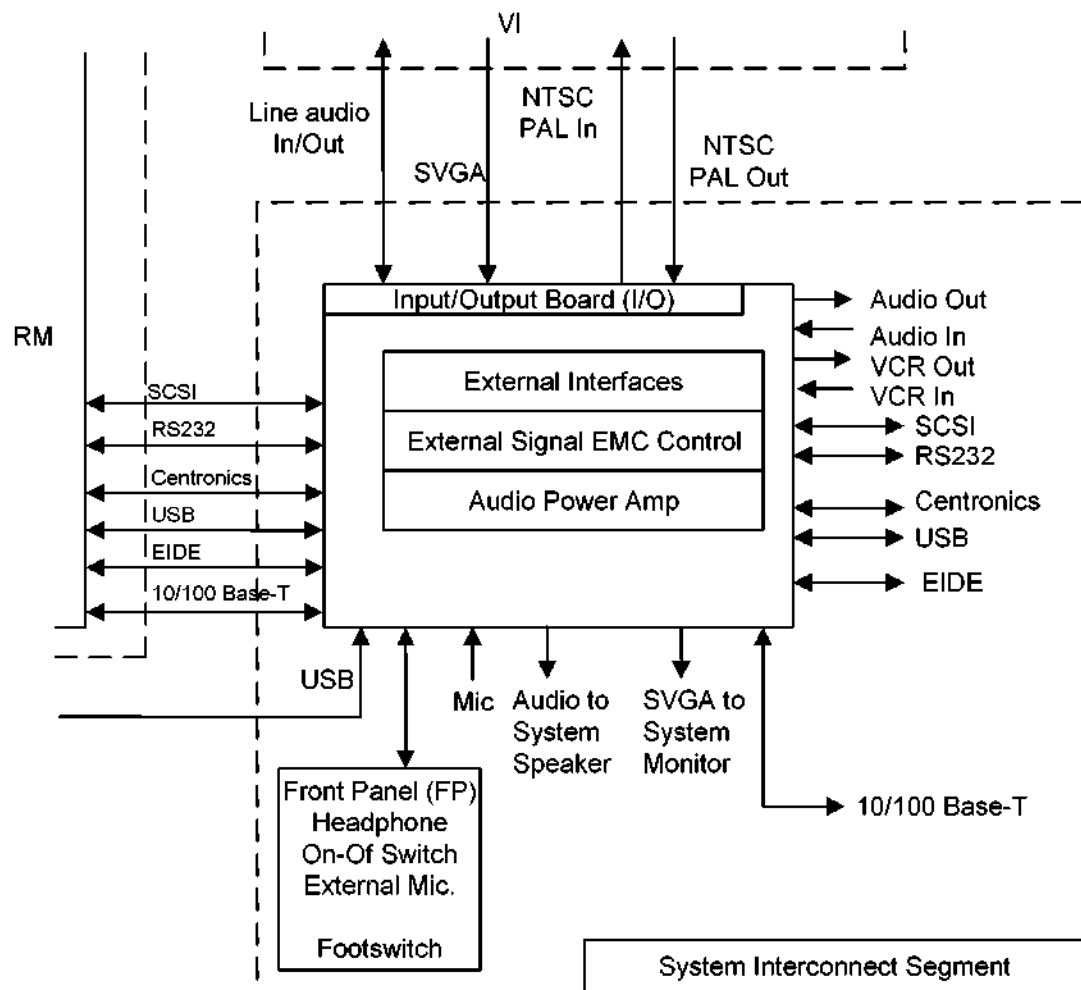 VI
Line audio
In/Out
SVGA
NTSC
PAL In
NTSC
PAL Out
RM
Input/Output Board (I/O)
External Interfaces
External Signal EMC Control
Audio Power Amp
SCSI
RS232
Centronics
USB
EIDE
10/100 Base-T
Audio Out
Audio In
VCR Out
VCR In
SCSI
RS232
Centronics
USB
EIDE
USB
Mic
Audio to
System
Speaker
SVGA to
System
Monitor
10/100 Base-T
Front Panel (FP)
Headphone
On-Of Switch
External Mic.
Footswitch
System Interconnect Segment